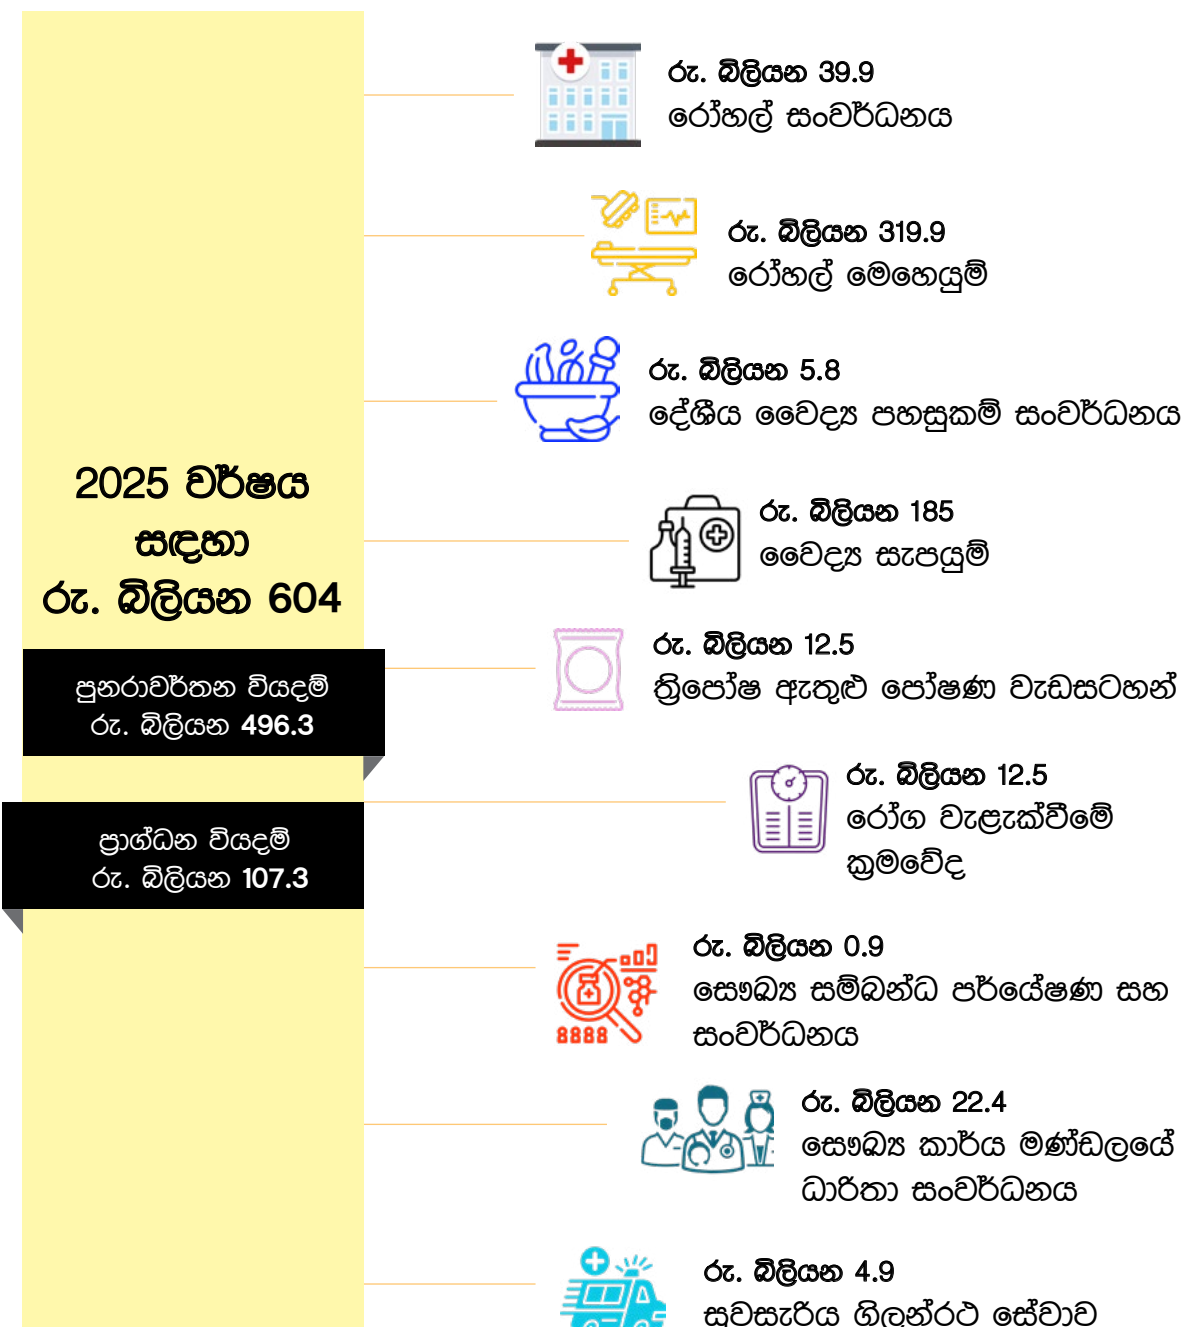 රු. බිලියන 39.9
රෝහල් සංවර්ධනය
රු. බිලියන 319.9
රෝහල් මෙහෙයුම්
රු. බිලියන 5.8
දේශීය වෛද්‍ය පහසුකම් සංවර්ධනය
2025 වර්ෂය
සඳහා
රු. බිලියන 604
රු. බිලියන 185
වෛද්‍ය සැපයුම්
පුනරාවර්තන වියදම්
රු. බිලියන 496.3
රු. බිලියන 12.5
ත්‍රිපෝෂ ඇතුළු පෝෂණ වැඩසටහන්
ප්‍රාග්ධන වියදම්
රු. බිලියන 107.3
රු. බිලියන 12.5
රෝග වැළැක්වීමේ
ක්‍රමවේද
8888
රු. බිලියන 0.9
සෞඛ්‍ය සම්බන්ධ පර්යේෂණ සහ
සංවර්ධනය
රු. බිලියන 22.4
සෞඛ්‍ය කාර්ය මණ්ඩලයේ
ධාරිතා සංවර්ධනය
රු. බිලියන 4.9
සුවසැරිය ගිලන්රථ සේවාව